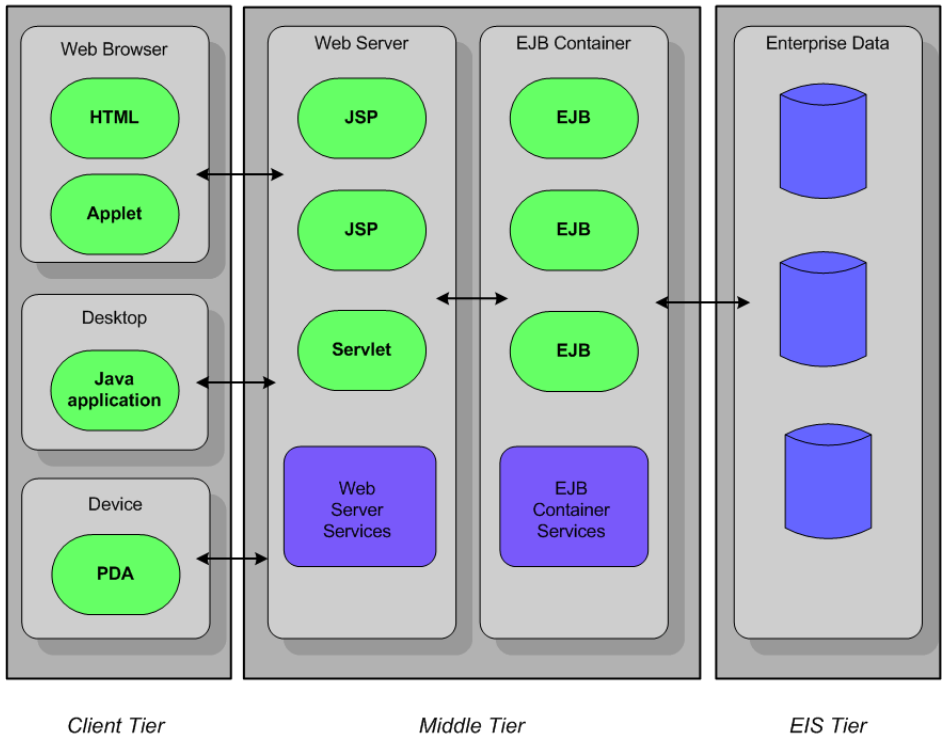 Web Browser
HTML
Applet
Desktop
Java
application
Device
PDA
Web Server
JSP
JSP
Servlet
Web
Server
Services
EJB Container
EJB
EJB
EJB
EJB
Container
Services
Enterprise Data
Client Tier
Middle Tier
EIS Tier